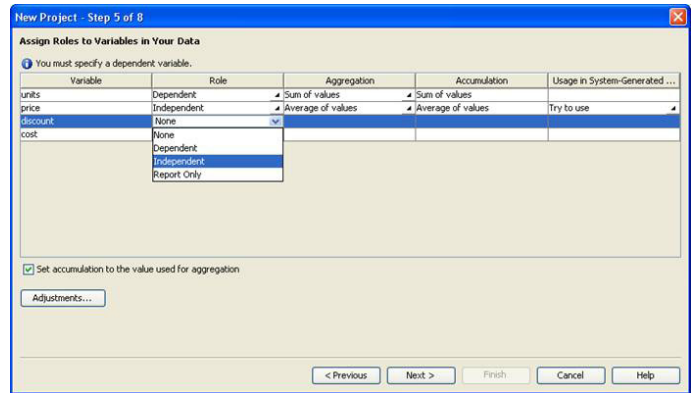 New Project - Step 5 of 8
Assign Roles to Variables in Your Data
You must specify a dependent variable.
Variable Role Aggregation Accumulation Usage in System-Generated ...
units Dependent Sum of values Sum of values
price Independent Average of values Average of values Try to use
discount None
cost None
Dependent
Independent
Report Only
Set accumulation to the value used for aggregation
Adjustments...
< Previous Next > Finish Cancel Help